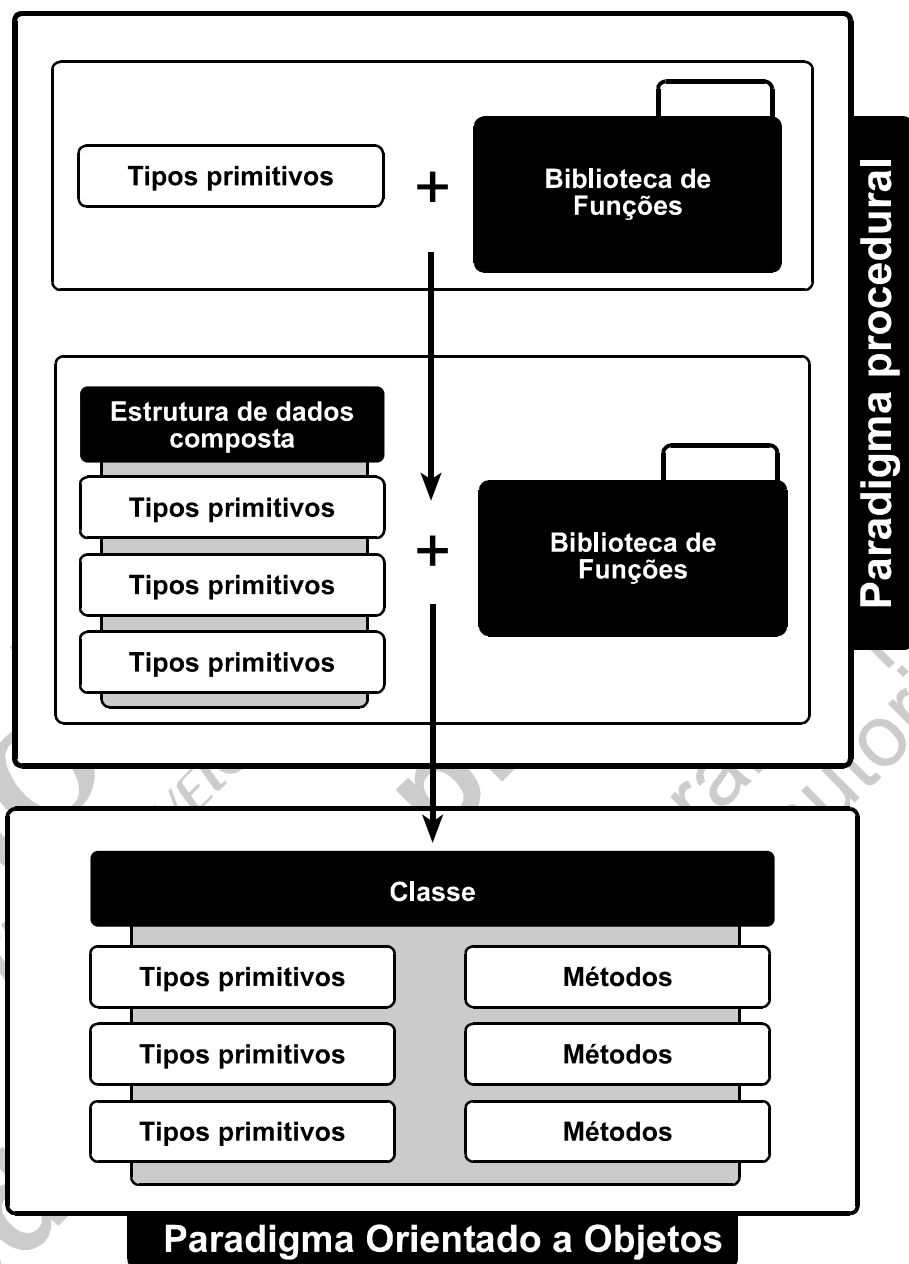 Tipos primitivos
+
Biblioteca de
Funções
Paradigma procedural
Estrutura de dados
composta
Tipos primitivos
Tipos primitivos
Tipos primitivos
+
Biblioteca de
Funções
Classe
Tipos primitivos
Métodos
Tipos primitivos
Métodos
Tipos primitivos
Métodos
Paradigma Orientado a Objetos